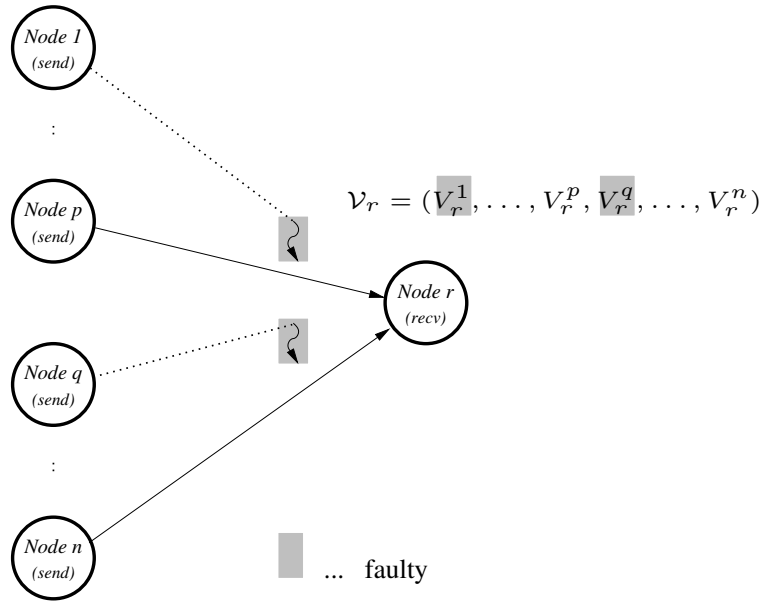 Node 1
(send)
:
Node p
(send)
𝒱_r = (V_r^1, . . . , V_r^p, V_r^q, . . . , V_r^n)
Node r
(recv)
Node q
(send)
:
Node n
(send)
... faulty